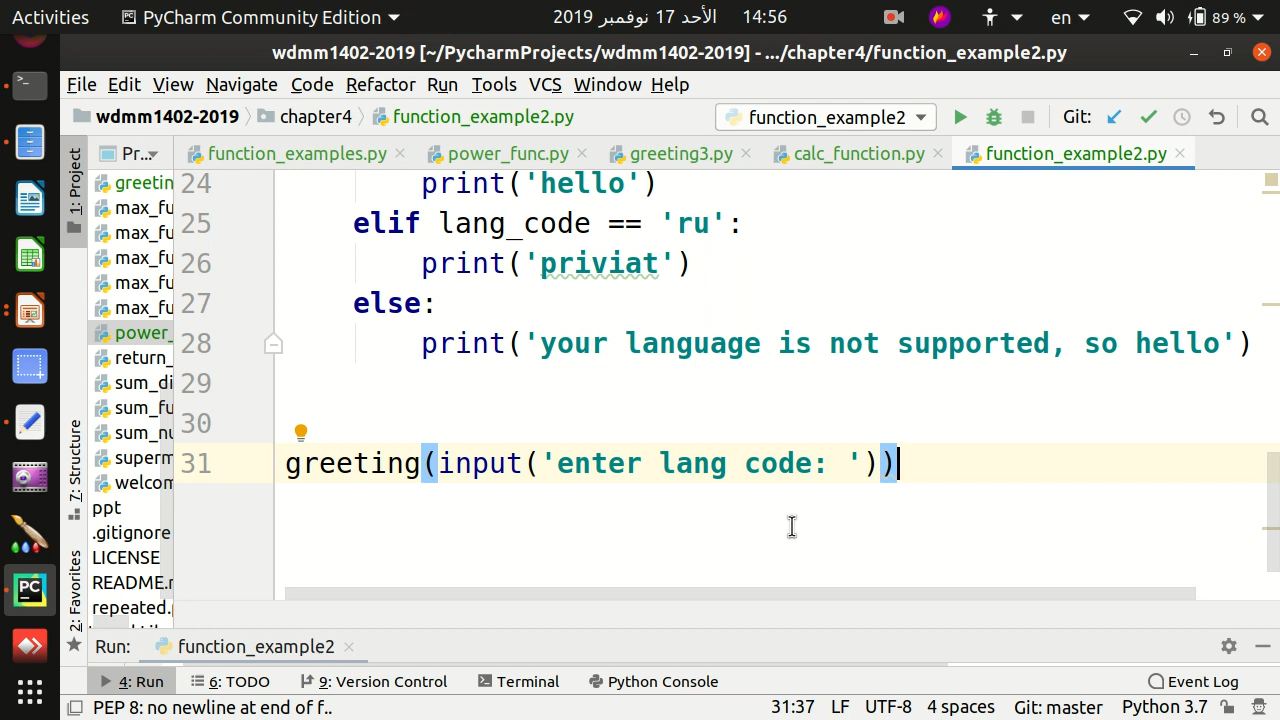 Activities PyCharm Community Edition الأحد 17 نوفمبر 2019 14:56 en 89 %
wdmm1402-2019 [~/PycharmProjects/wdmm1402-2019] - .../chapter4/function_example2.py
File Edit View Navigate Code Refactor Run Tools VCS Window Help
wdmm1402-2019 chapter4 function_example2.py function_example2 Git:
1: Project Pr... function_examples.py power_func.py greeting3.py calc_function.py function_example2.py
greetin
max_fu
max_fu
max_fu
max_fu
max_fu
power_
return_
sum_di
sum_fu
sum_nu
superm
welcom
ppt
.gitignore
LICENSE
README.r
repeated.
24 print('hello')
25 elif lang_code == 'ru':
26 print('priviat')
27 else:
28 print('your language is not supported, so hello')
29
30
31 greeting(input('enter lang code: '))
7: Structure
2: Favorites
Run: function_example2
4: Run 6: TODO 9: Version Control Terminal Python Console Event Log
PEP 8: no newline at end of f.. 31:37 LF UTF-8 4 spaces Git: master Python 3.7